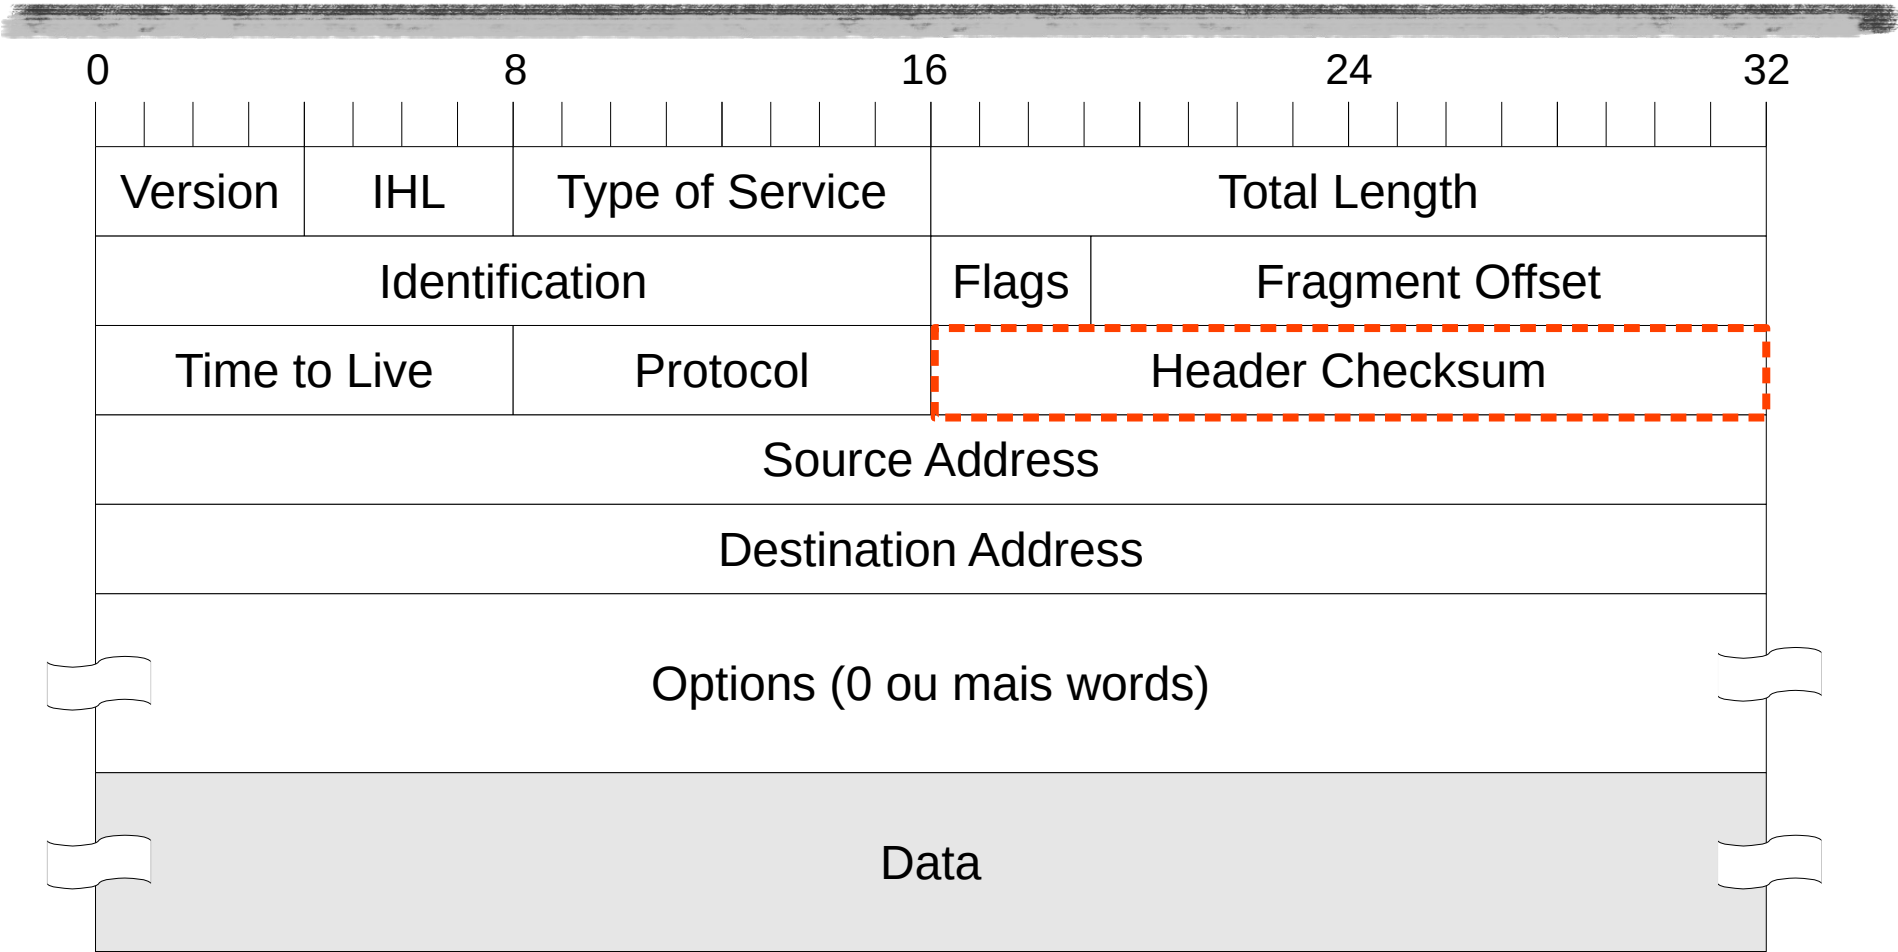 0 8 16 24 32
Version IHL Type of Service Total Length
Identification Flags Fragment Offset
Time to Live Protocol Header Checksum
Source Address
Destination Address
Options (0 ou mais words)
Data